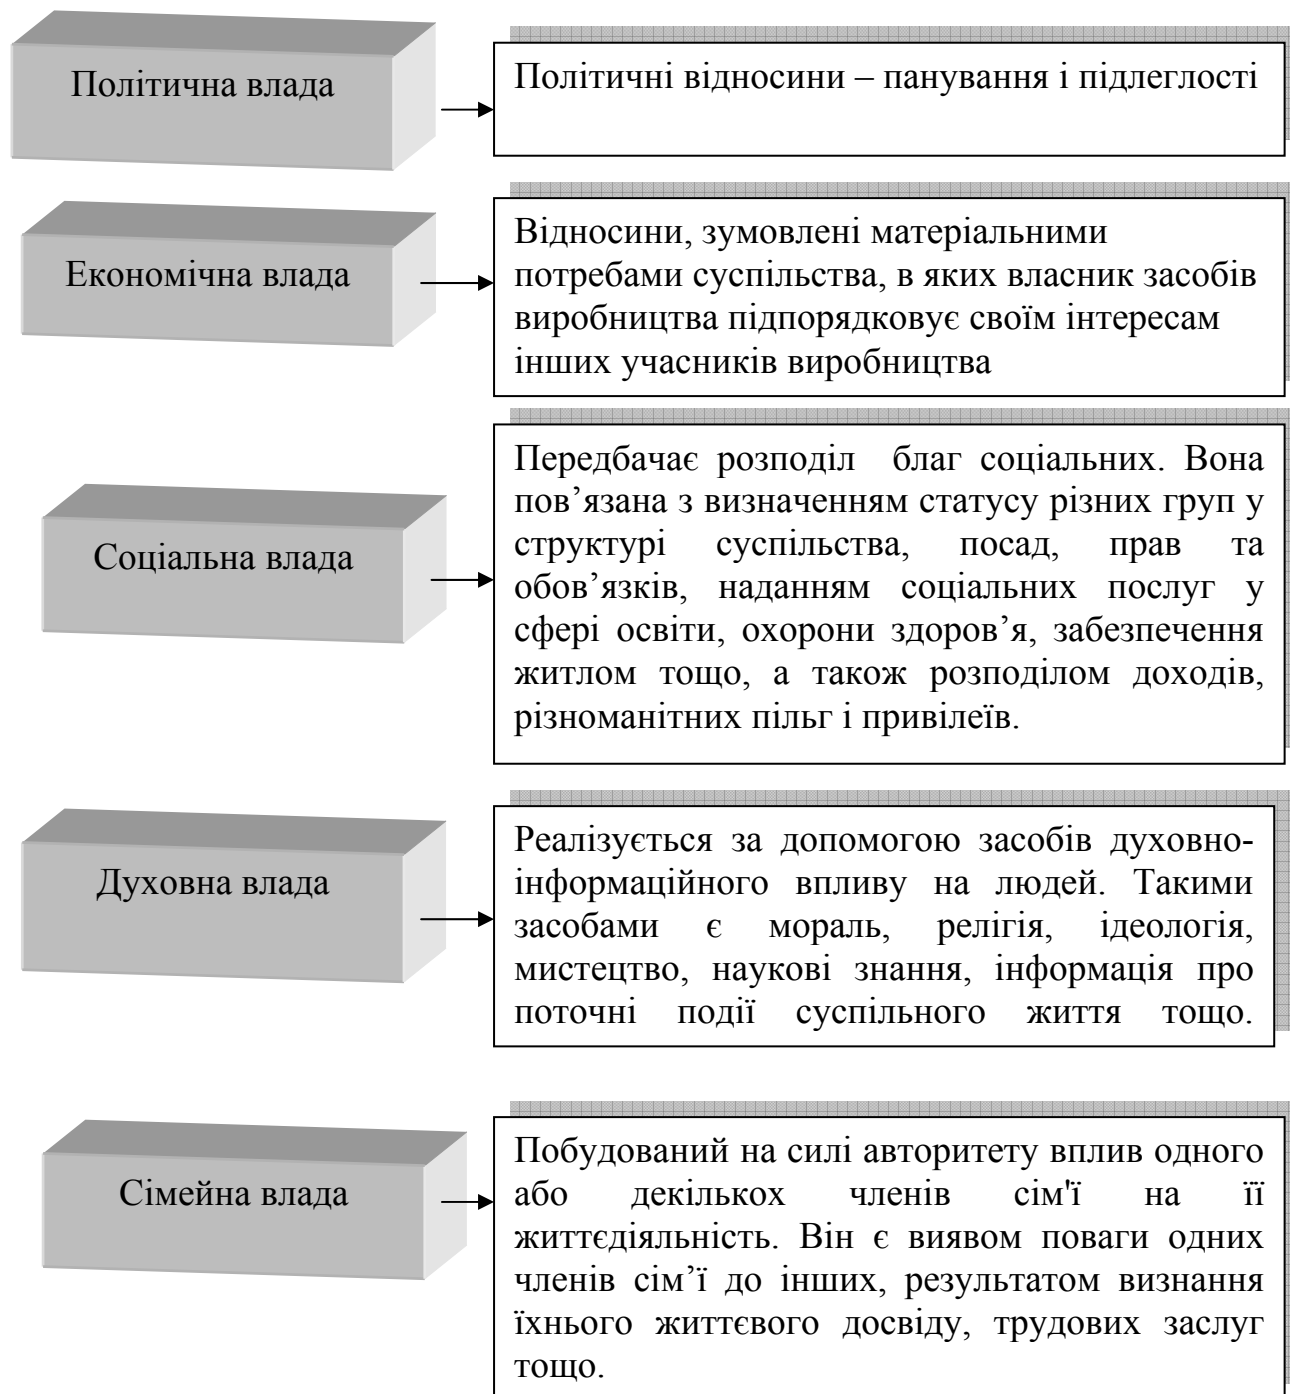 Політична влада
Політичні відносини – панування і підлеглості
Економічна влада
Відносини, зумовлені матеріальними
потребами суспільства, в яких власник засобів
виробництва підпорядковує своїм інтересам
інших учасників виробництва
Соціальна влада
Передбачає розподіл благ соціальних. Вона
пов’язана з визначенням статусу різних груп у
структурі суспільства, посад, прав та
обов’язків, наданням соціальних послуг у
сфері освіти, охорони здоров’я, забезпечення
житлом тощо, а також розподілом доходів,
різноманітних пільг і привілеїв.
Духовна влада
Реалізується за допомогою засобів духовно-
інформаційного впливу на людей. Такими
засобами є мораль, релігія, ідеологія,
мистецтво, наукові знання, інформація про
поточні події суспільного життя тощо.
Сімейна влада
Побудований на силі авторитету вплив одного
або декількох членів сім'ї на її
життєдіяльність. Він є виявом поваги одних
членів сім’ї до інших, результатом визнання
їхнього життєвого досвіду, трудових заслуг
тощо.